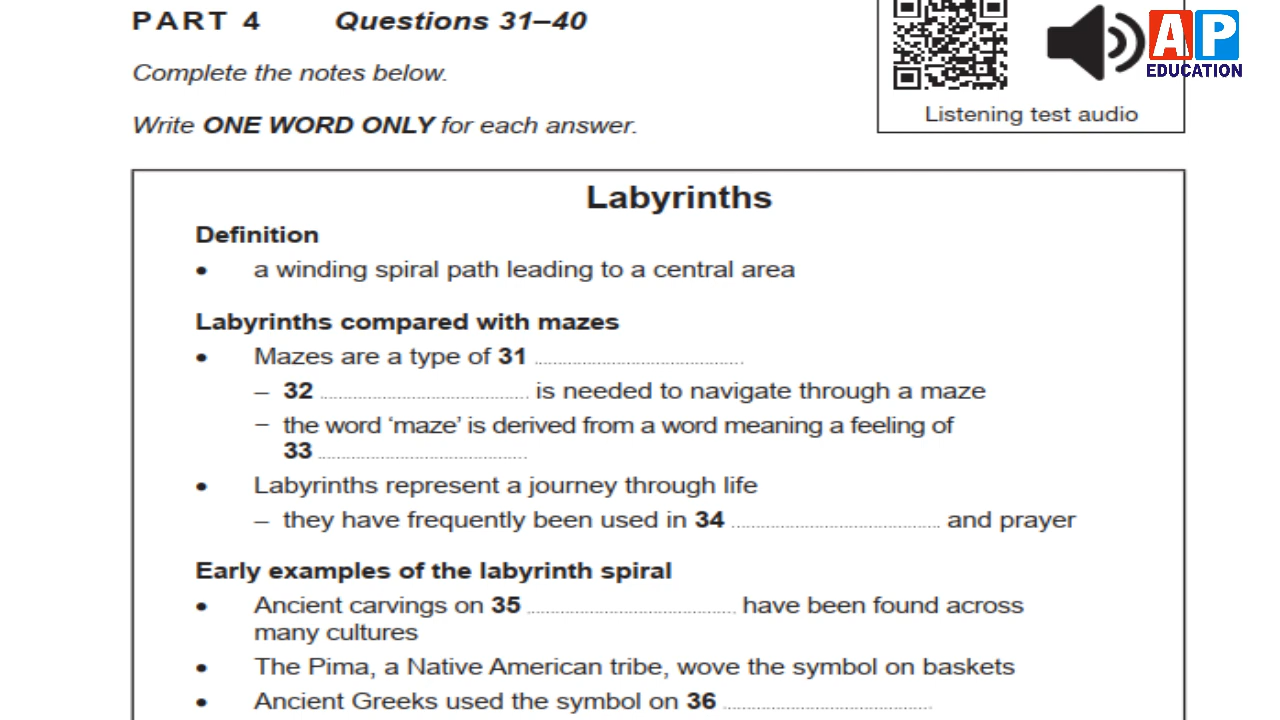 PART 4 Questions 31–40
Complete the notes below.
Write ONE WORD ONLY for each answer.
AP
EDUCATION
Listening test audio
Labyrinths
Definition
• a winding spiral path leading to a central area
Labyrinths compared with mazes
• Mazes are a type of 31 ........................................
– 32 ........................................ is needed to navigate through a maze
– the word ‘maze’ is derived from a word meaning a feeling of
33 ........................................
• Labyrinths represent a journey through life
– they have frequently been used in 34 ........................................ and prayer
Early examples of the labyrinth spiral
• Ancient carvings on 35 ........................................ have been found across
many cultures
• The Pima, a Native American tribe, wove the symbol on baskets
• Ancient Greeks used the symbol on 36 ........................................